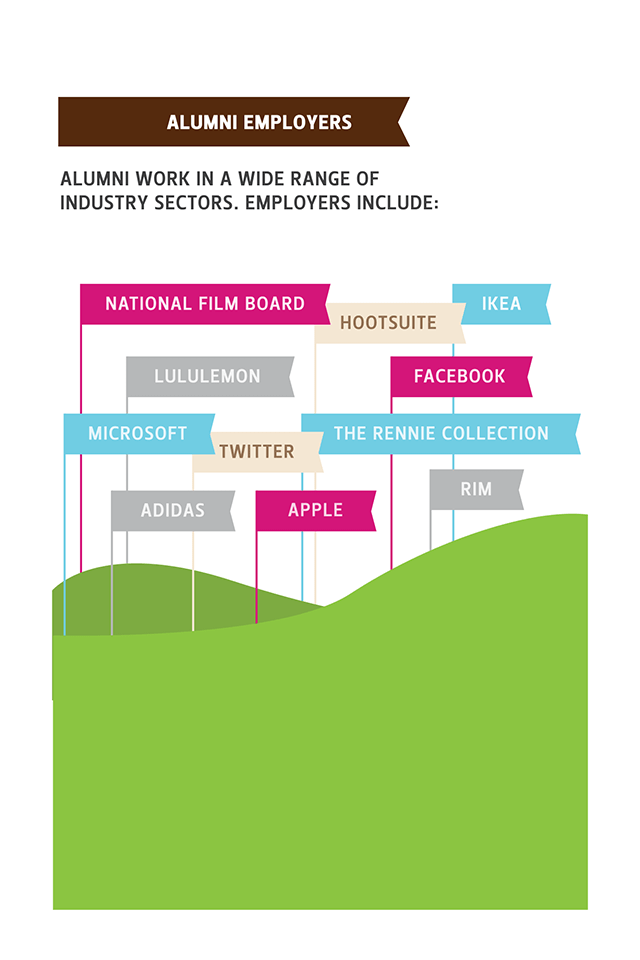 ALUMNI EMPLOYERS
ALUMNI WORK IN A WIDE RANGE OF
INDUSTRY SECTORS. EMPLOYERS INCLUDE:
NATIONAL FILM BOARD
IKEA
HOOTSUITE
LULULEMON
FACEBOOK
MICROSOFT
THE RENNIE COLLECTION
TWITTER
RIM
ADIDAS
APPLE